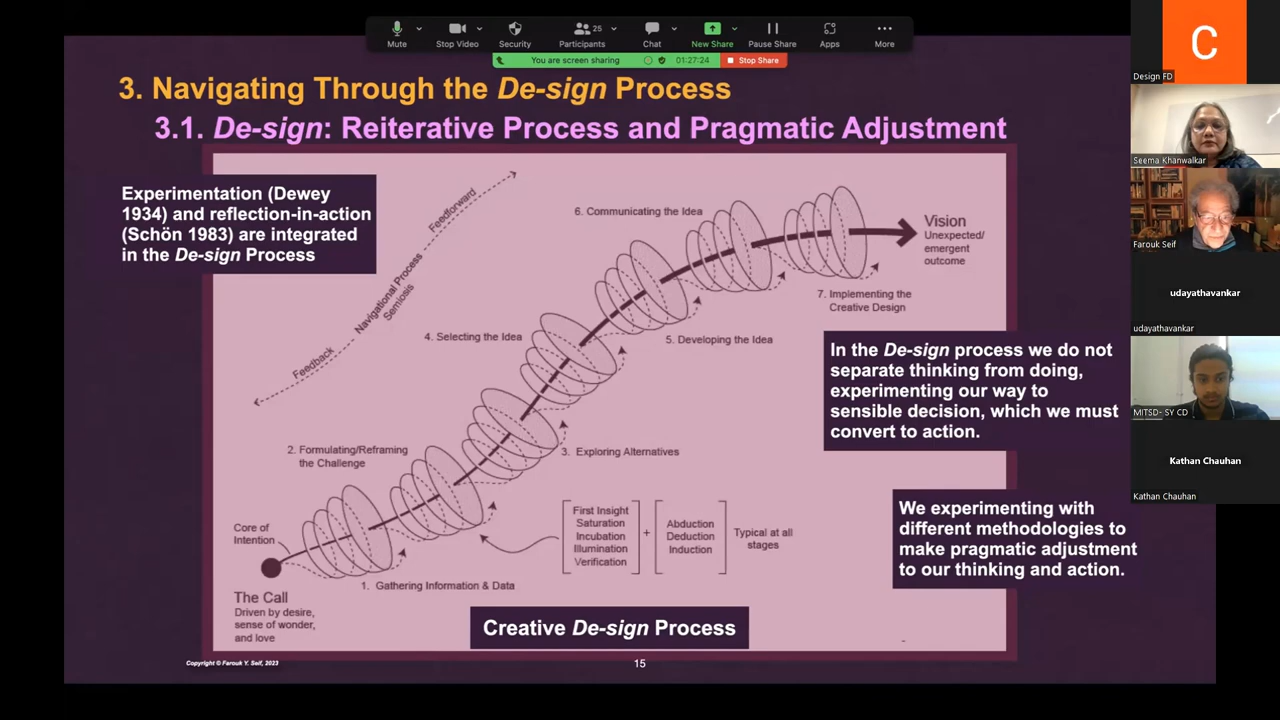 Mute
Stop Video
Security
25
Participants
Chat
New Share
Pause Share
Apps
More
You are screen sharing
01:27:24
Stop Share
3. Navigating Through the De-sign Process
3.1. De-sign: Reiterative Process and Pragmatic Adjustment
Experimentation (Dewey
1934) and reflection-in-action
(Schön 1983) are integrated
in the De-sign Process
Feedforward
Navigational Process
Semiosis
Feedback
6. Communicating the Idea
Vision
Unexpected/
emergent
outcome
7. Implementing the
Creative Design
4. Selecting the Idea
5. Developing the Idea
In the De-sign process we do not
separate thinking from doing,
experimenting our way to
sensible decision, which we must
convert to action.
2. Formulating/Reframing
the Challenge
3. Exploring Alternatives
Core of
Intention
First Insight
Saturation
Incubation
Illumination
Verification
+
Abduction
Deduction
Induction
Typical at all
stages
We experimenting with
different methodologies to
make pragmatic adjustment
to our thinking and action.
1. Gathering Information & Data
The Call
Driven by desire,
sense of wonder,
and love
Creative De-sign Process
Copyright © Farouk Y. Seif, 2023
15
C
Design FD
Seema Khanwalkar
Farouk Seif
udayathavankar
udayathavankar
MITSD- SY CD
Kathan Chauhan
Kathan Chauhan